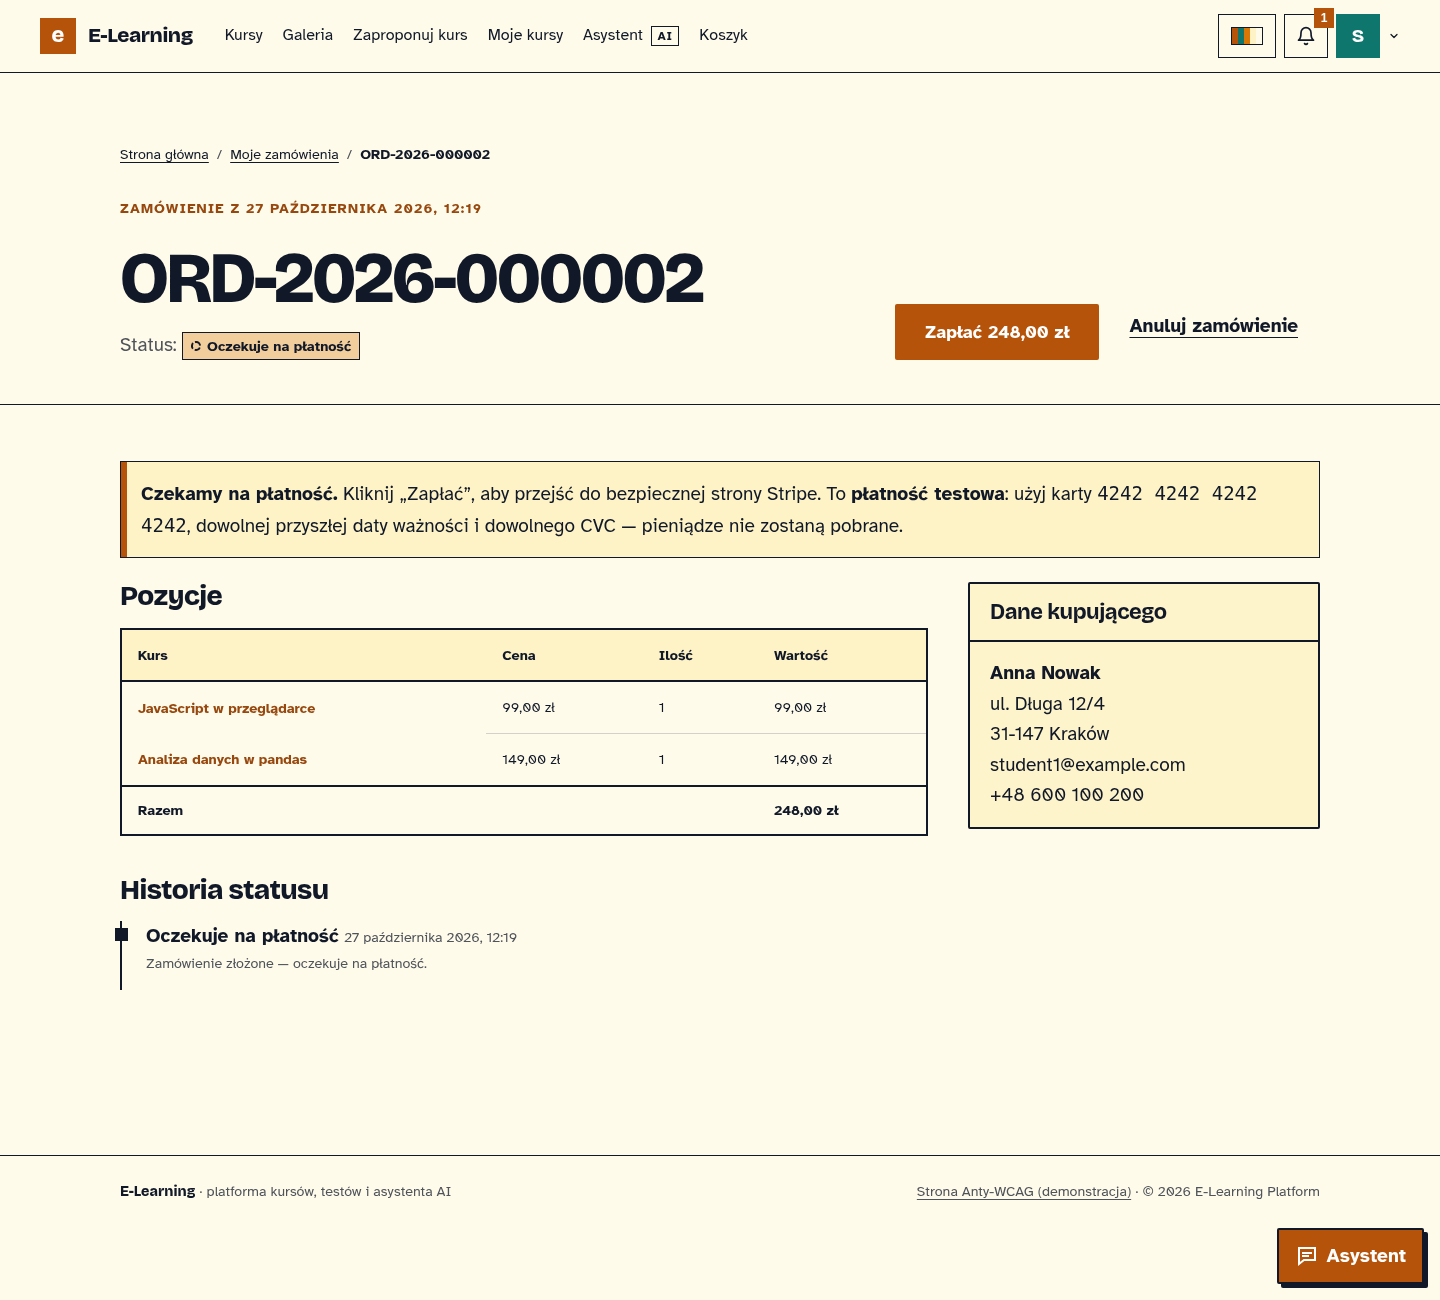 e E-Learning Kursy Galeria Zaproponuj kurs Moje kursy Asystent AI Koszyk 1 S
Strona główna / Moje zamówienia / ORD-2026-000002
ZAMÓWIENIE Z 27 PAŹDZIERNIKA 2026, 12:19
ORD-2026-000002
Status: Oczekuje na płatność
Zapłać 248,00 zł Anuluj zamówienie
Czekamy na płatność. Kliknij „Zapłać”, aby przejść do bezpiecznej strony Stripe. To płatność testowa: użyj karty 4242 4242 4242
4242, dowolnej przyszłej daty ważności i dowolnego CVC — pieniądze nie zostaną pobrane.
Pozycje
Kurs Cena Ilość Wartość
JavaScript w przeglądarce 99,00 zł 1 99,00 zł
Analiza danych w pandas 149,00 zł 1 149,00 zł
Razem 248,00 zł
Dane kupującego
Anna Nowak
ul. Długa 12/4
31-147 Kraków
student1@example.com
+48 600 100 200
Historia statusu
Oczekuje na płatność 27 października 2026, 12:19
Zamówienie złożone — oczekuje na płatność.
E-Learning · platforma kursów, testów i asystenta AI
Strona Anty-WCAG (demonstracja) · © 2026 E-Learning Platform
Asystent